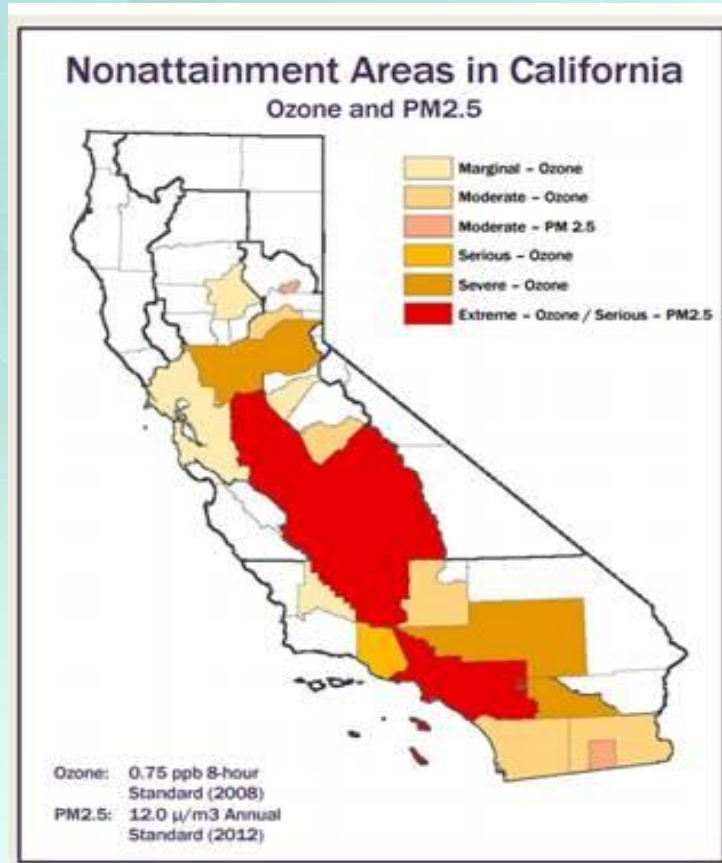 Nonattainment Areas in California
Ozone and PM2.5
Marginal – Ozone
Moderate – Ozone
Moderate – PM 2.5
Serious – Ozone
Severe – Ozone
Extreme – Ozone / Serious – PM2.5
Ozone: 0.75 ppb 8-hour
Standard (2008)
PM2.5: 12.0 µ/m3 Annual
Standard (2012)